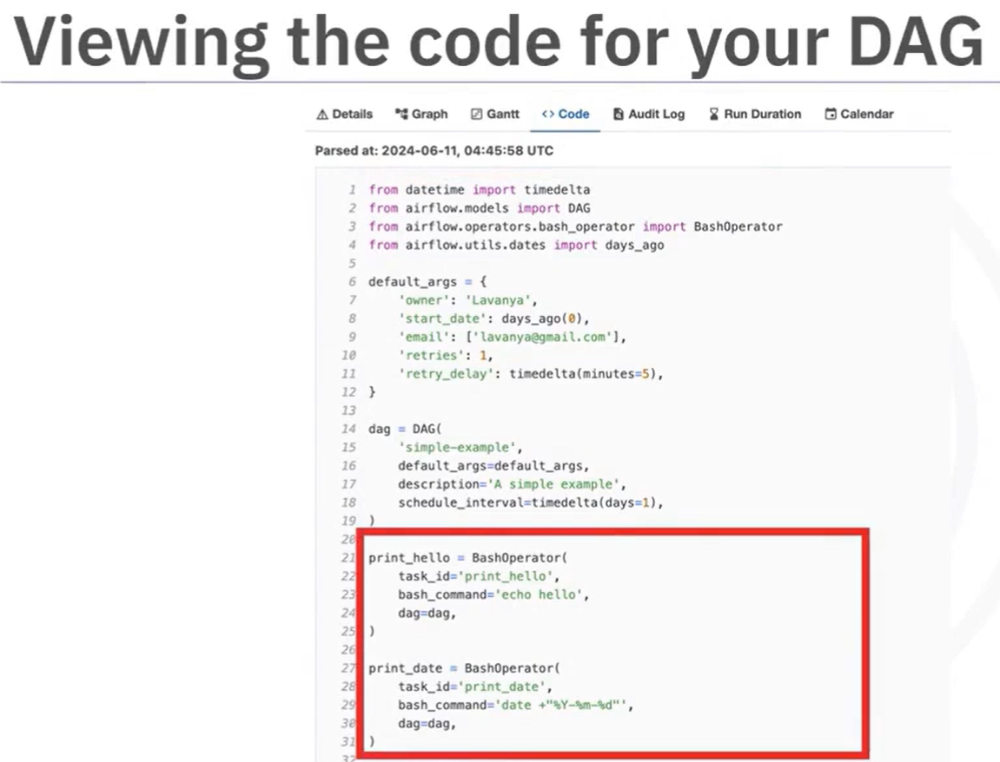 Viewing the code for your DAG
Details Graph Gantt <> Code Audit Log Run Duration Calendar
Parsed at: 2024-06-11, 04:45:58 UTC
1 from datetime import timedelta
2 from airflow.models import DAG
3 from airflow.operators.bash_operator import BashOperator
4 from airflow.utils.dates import days_ago
5
6 default_args = {
7     'owner': 'Lavanya',
8     'start_date': days_ago(0),
9     'email': ['lavanya@gmail.com'],
10     'retries': 1,
11     'retry_delay': timedelta(minutes=5),
12 }
13
14 dag = DAG(
15     'simple-example',
16     default_args=default_args,
17     description='A simple example',
18     schedule_interval=timedelta(days=1),
19 )
20
21 print_hello = BashOperator(
22     task_id='print_hello',
23     bash_command='echo hello',
24     dag=dag,
25 )
26
27 print_date = BashOperator(
28     task_id='print_date',
29     bash_command='date +"%Y-%m-%d"',
30     dag=dag,
31 )
32